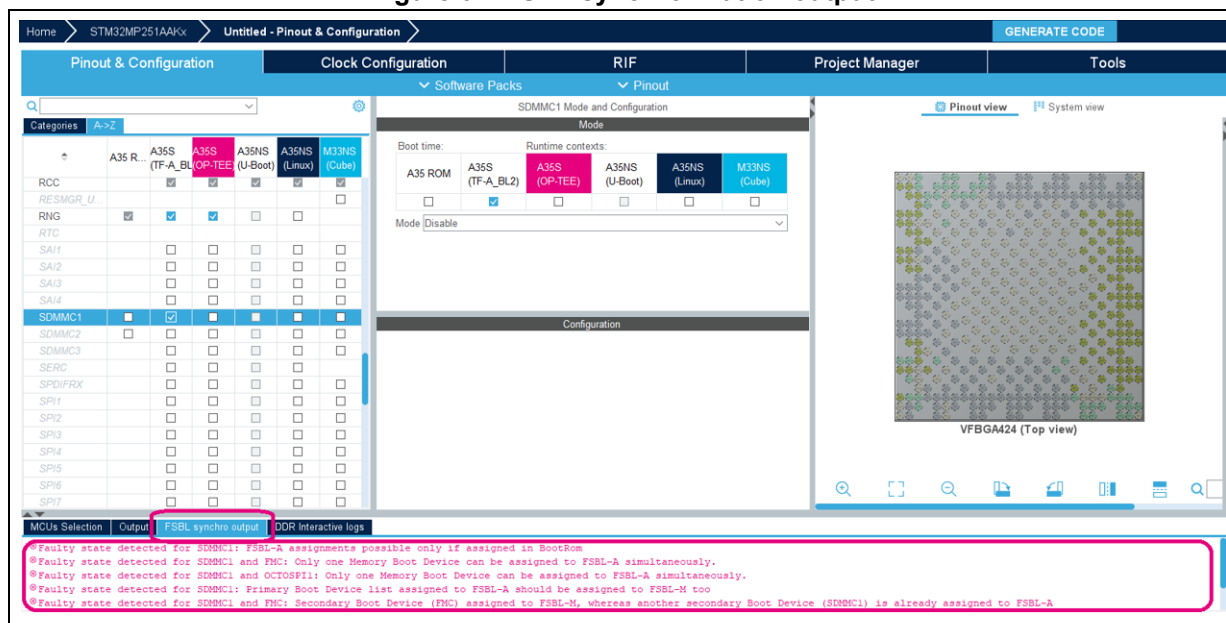 Home STM32MP251AAKx Untitled - Pinout & Configuration GENERATE CODE
Pinout & Configuration Clock Configuration RIF Project Manager Tools
Software Packs Pinout
SDMMC1 Mode and Configuration
Pinout view System view
Categories A->Z
Mode
A35 R... A35S (TF-A_BL A35S (OP-TEE) A35NS (U-Boot) A35NS (Linux) M33NS (Cube)
Boot time: Runtime contexts:
A35 ROM A35S (TF-A_BL2) A35S (OP-TEE) A35NS (U-Boot) A35NS (Linux) M33NS (Cube)
Mode Disable
RCC
RESMGR_U...
RNG
RTC
SAI1
SAI2
SAI3
SAI4
SDMMC1
SDMMC2
SDMMC3
SERC
SPDIFRX
SPI1
SPI2
SPI3
SPI4
SPI5
SPI6
SPI7
Configuration
VFBGA424 (Top view)
MCUs Selection Output FSBL synchro output DDR Interactive logs
Faulty state detected for SDMMC1: FSBL-A assignments possible only if assigned in BootRom
Faulty state detected for SDMMC1 and FMC: Only one Memory Boot Device can be assigned to FSBL-A simultaneously.
Faulty state detected for SDMMC1 and OCTOSPI1: Only one Memory Boot Device can be assigned to FSBL-A simultaneously.
Faulty state detected for SDMMC1: Primary Boot Device list assigned to FSBL-A should be assigned to FSBL-M too
Faulty state detected for SDMMC1 and FMC: Secondary Boot Device (FMC) assigned to FSBL-M, whereas another secondary Boot Device (SDMMC1) is already assigned to FSBL-A